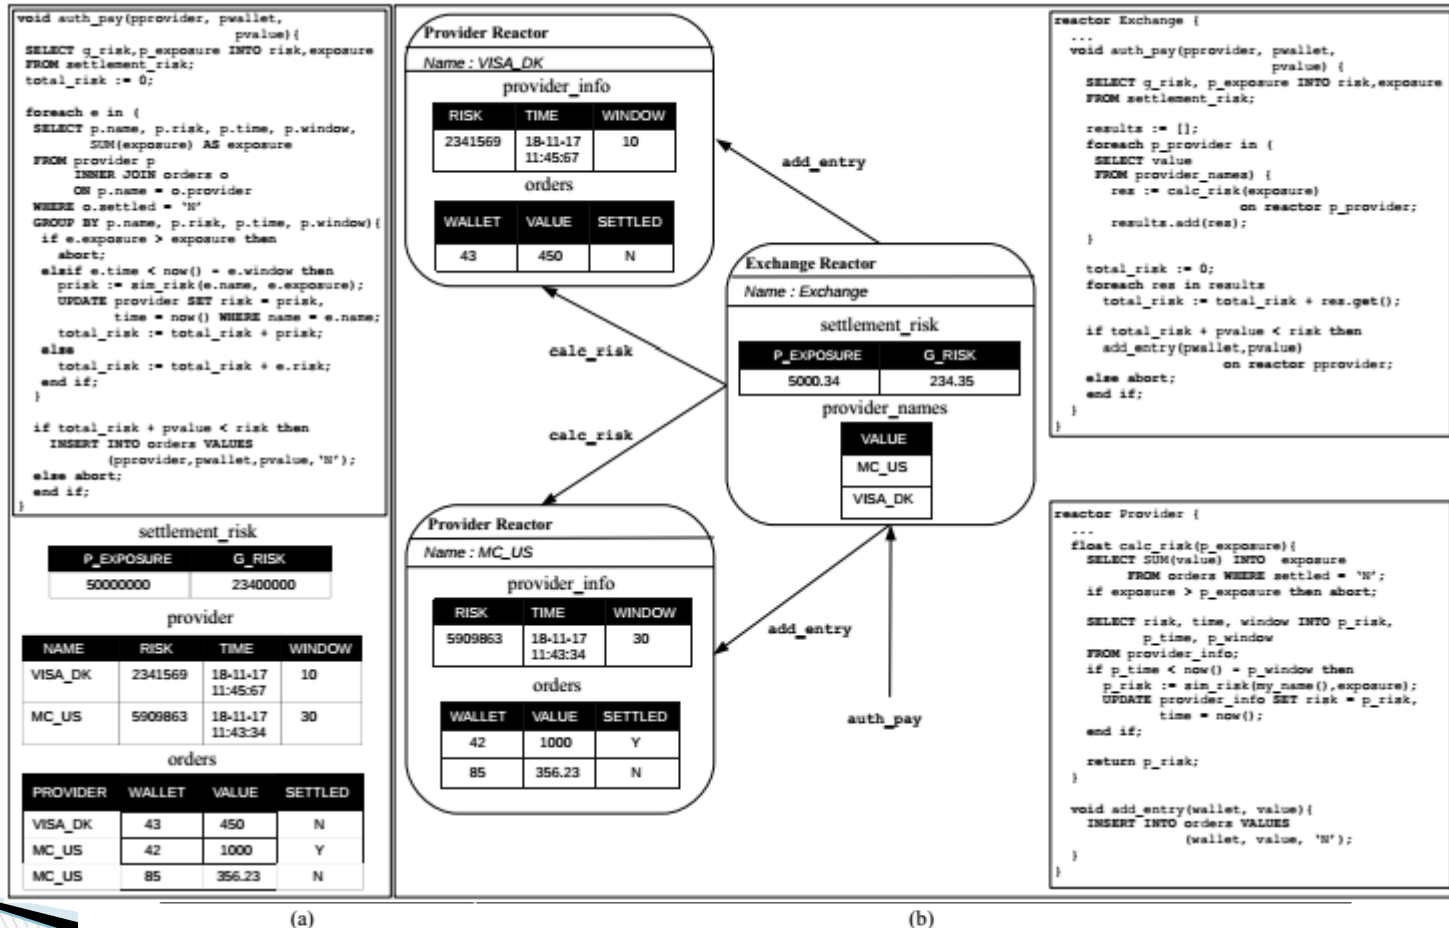 void auth_pay(pprovider, pwallet,
pvalue){
SELECT g_risk,p_exposure INTO risk,exposure
FROM settlement_risk;
total_risk := 0;
foreach e in (
SELECT p.name, p.risk, p.time, p.window,
SUM(exposure) AS exposure
FROM provider p
INNER JOIN orders o
ON p.name = o.provider
WHERE o.settled = 'N'
GROUP BY p.name, p.risk, p.time, p.window){
if e.exposure > exposure then
abort;
elsif e.time < now() - e.window then
prisk := sim_risk(e.name, e.exposure);
UPDATE provider SET risk = prisk,
time = now() WHERE name = e.name;
total_risk := total_risk + prisk;
else
total_risk := total_risk + e.risk;
end if;
}
if total_risk + pvalue < risk then
INSERT INTO orders VALUES
(pprovider,pwallet,pvalue,'N');
else abort;
end if;
}
settlement_risk
P_EXPOSURE G_RISK
50000000 23400000
provider
NAME RISK TIME WINDOW
VISA_DK 2341569 18-11-17 11:45:67 10
MC_US 5909863 18-11-17 11:43:34 30
orders
PROVIDER WALLET VALUE SETTLED
VISA_DK 43 450 N
MC_US 42 1000 Y
MC_US 85 356.23 N
(a)
Provider Reactor
Name : VISA_DK
provider_info
RISK TIME WINDOW
2341569 18-11-17 11:45:67 10
orders
WALLET VALUE SETTLED
43 450 N
add_entry
calc_risk
calc_risk
Exchange Reactor
Name : Exchange
settlement_risk
P_EXPOSURE G_RISK
5000.34 234.35
provider_names
VALUE
MC_US
VISA_DK
Provider Reactor
Name : MC_US
provider_info
RISK TIME WINDOW
5909863 18-11-17 11:43:34 30
orders
WALLET VALUE SETTLED
42 1000 Y
85 356.23 N
add_entry
auth_pay
reactor Exchange {
...
void auth_pay(pprovider, pwallet,
pvalue) {
SELECT g_risk, p_exposure INTO risk,exposure
FROM settlement_risk;
results := [];
foreach p_provider in (
SELECT value
FROM provider_names) {
res := calc_risk(exposure)
on reactor p_provider;
results.add(res);
}
total_risk := 0;
foreach res in results
total_risk := total_risk + res.get();
if total_risk + pvalue < risk then
add_entry(pwallet,pvalue)
on reactor pprovider;
else abort;
end if;
}
}
reactor Provider {
...
float calc_risk(p_exposure){
SELECT SUM(value) INTO exposure
FROM orders WHERE settled = 'N';
if exposure > p_exposure then abort;
SELECT risk, time, window INTO p_risk,
p_time, p_window
FROM provider_info;
if p_time < now() - p_window then
p_risk := sim_risk(my_name(),exposure);
UPDATE provider_info SET risk = p_risk,
time = now();
end if;
return p_risk;
}
void add_entry(wallet, value){
INSERT INTO orders VALUES
(wallet, value, 'N');
}
}
(b)